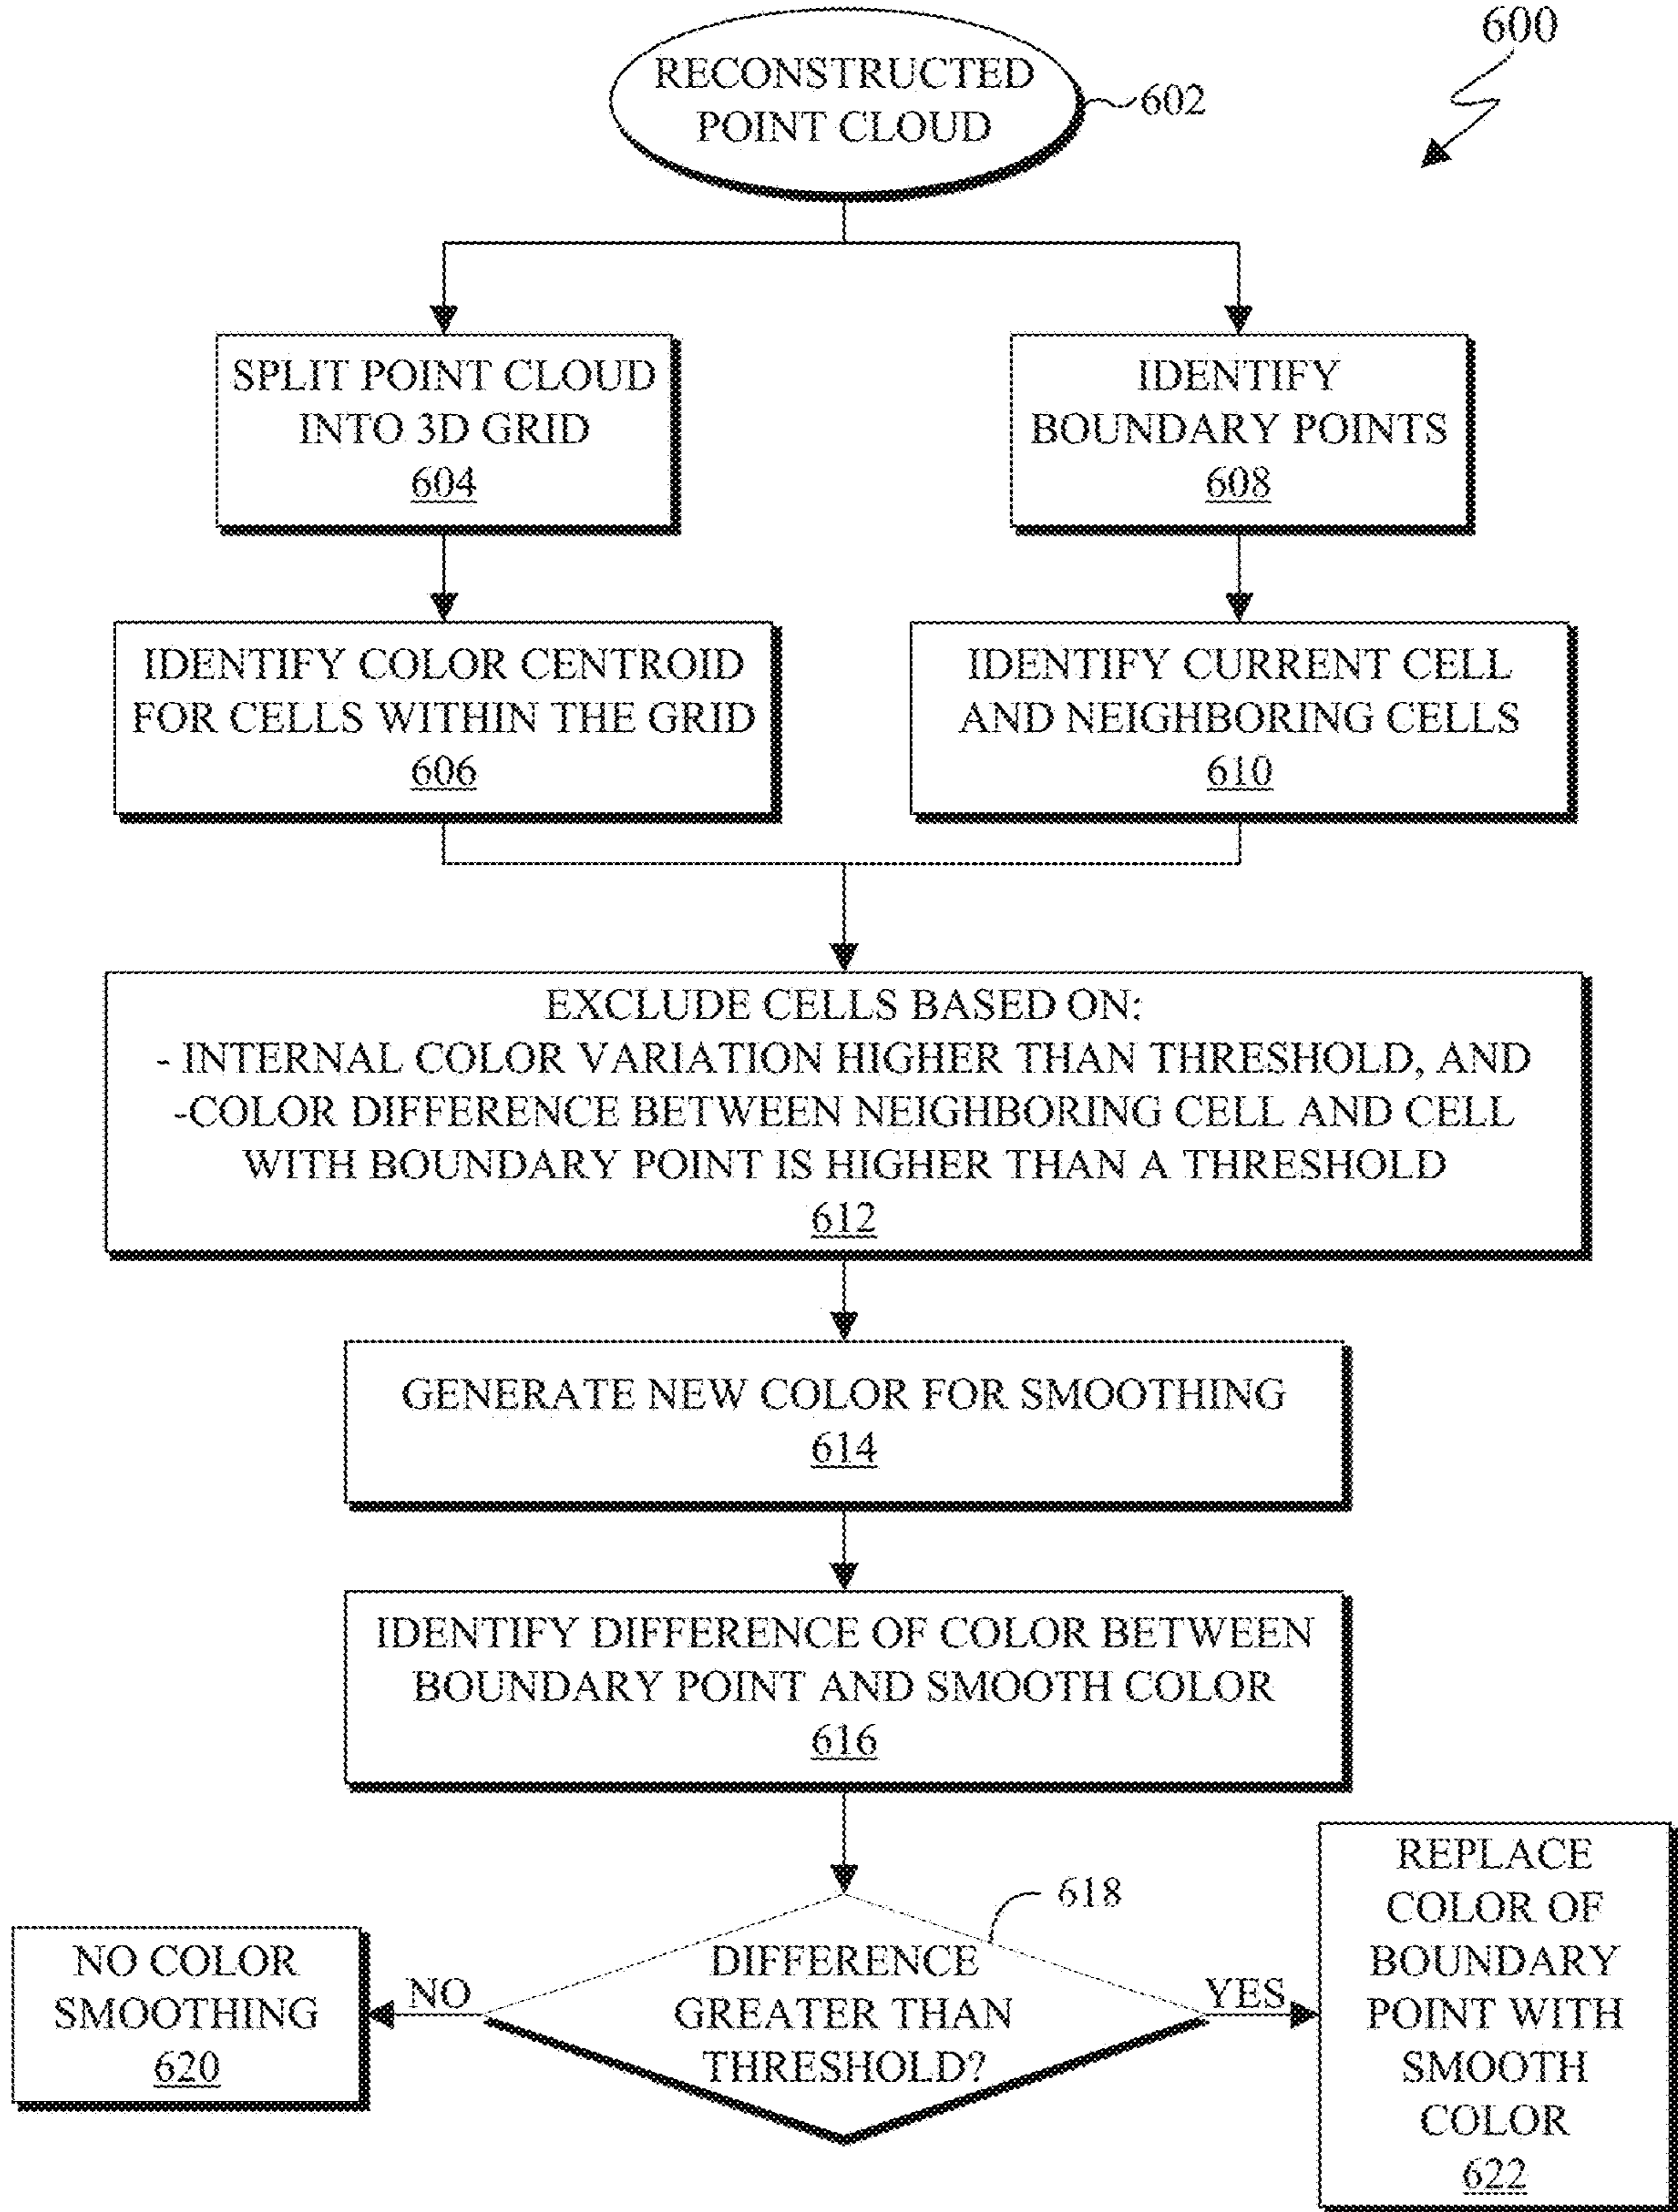 600
RECONSTRUCTED
POINT CLOUD
602
SPLIT POINT CLOUD
INTO 3D GRID
604
IDENTIFY
BOUNDARY POINTS
608
IDENTIFY COLOR CENTROID
FOR CELLS WITHIN THE GRID
606
IDENTIFY CURRENT CELL
AND NEIGHBORING CELLS
610
EXCLUDE CELLS BASED ON:
- INTERNAL COLOR VARIATION HIGHER THAN THRESHOLD, AND
-COLOR DIFFERENCE BETWEEN NEIGHBORING CELL AND CELL
WITH BOUNDARY POINT IS HIGHER THAN A THRESHOLD
612
GENERATE NEW COLOR FOR SMOOTHING
614
IDENTIFY DIFFERENCE OF COLOR BETWEEN
BOUNDARY POINT AND SMOOTH COLOR
616
618
DIFFERENCE
GREATER THAN
THRESHOLD?
NO
NO COLOR
SMOOTHING
620
YES
REPLACE
COLOR OF
BOUNDARY
POINT WITH
SMOOTH
COLOR
622